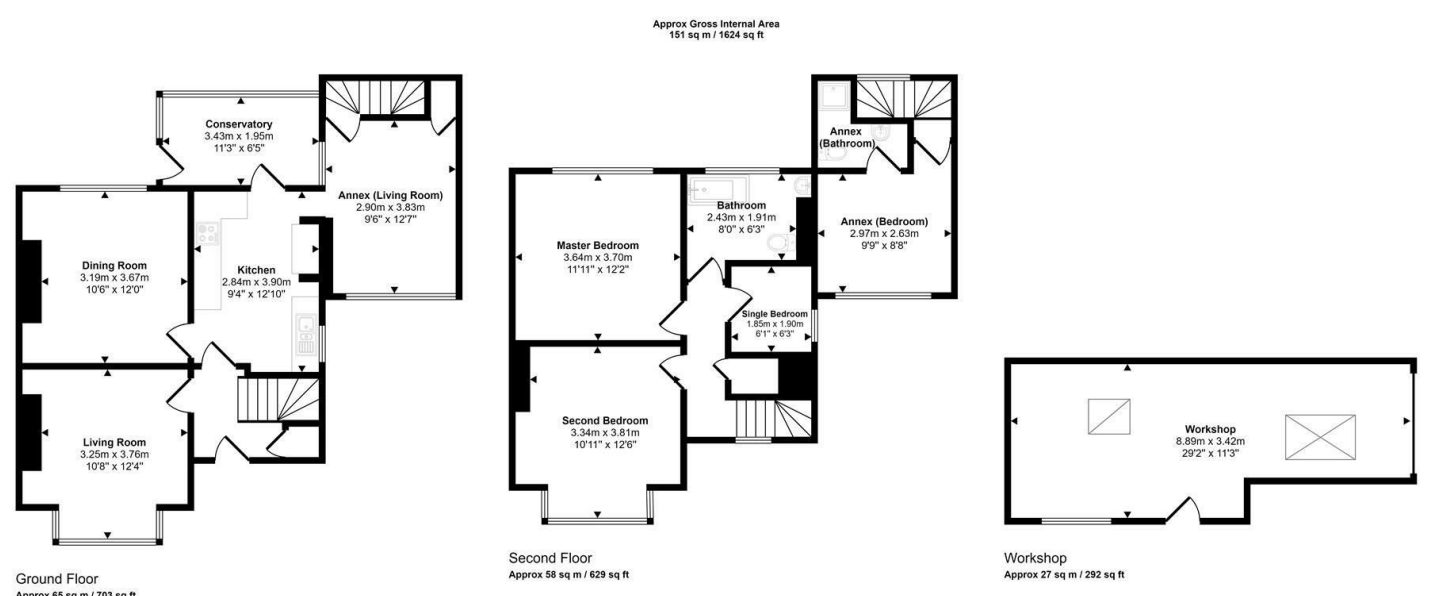 Approx Gross Internal Area
151 sq m / 1624 sq ft
Conservatory
3.43m x 1.95m
11'3" x 6'5"
Annex (Living Room)
2.90m x 3.83m
9'6" x 12'7"
Dining Room
3.19m x 3.67m
10'6" x 12'0"
Kitchen
2.84m x 3.90m
9'4" x 12'10"
Living Room
3.25m x 3.76m
10'8" x 12'4"
Ground Floor
Approx 65 sq m / 703 sq ft
Annex
(Bathroom)
Bathroom
2.43m x 1.91m
8'0" x 6'3"
Annex (Bedroom)
2.97m x 2.63m
9'9" x 8'8"
Master Bedroom
3.64m x 3.70m
11'11" x 12'2"
Single Bedroom
1.85m x 1.90m
6'1" x 6'3"
Second Bedroom
3.34m x 3.81m
10'11" x 12'6"
Second Floor
Approx 58 sq m / 629 sq ft
Workshop
8.89m x 3.42m
29'2" x 11'3"
Workshop
Approx 27 sq m / 292 sq ft